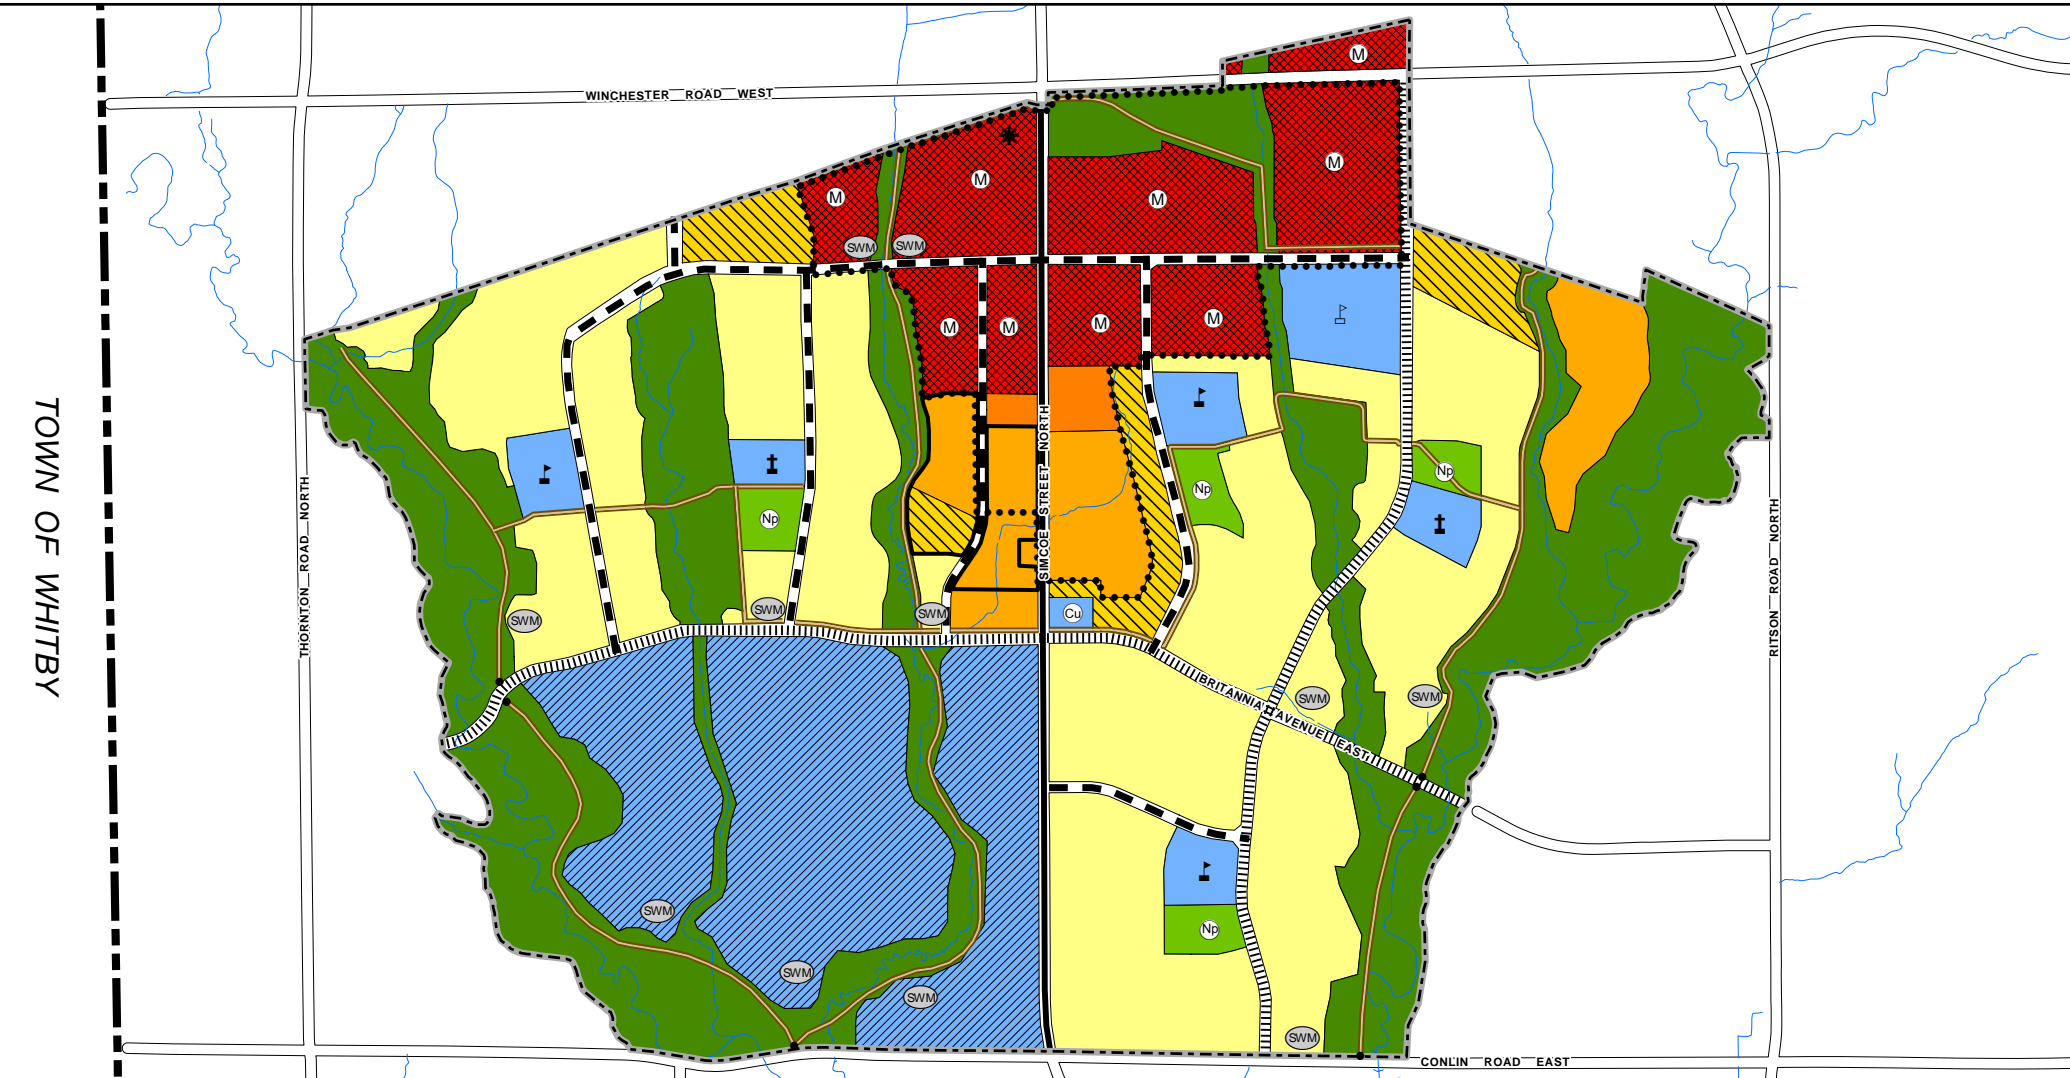 M
WINCHESTER ROAD WEST
M
M
M
M
SWM
SWM
M
M
M
M
TOWN OF WHITBY
SIMCOE STREET NORTH
Np
Np
Np
THORNTON ROAD NORTH
RITSON ROAD NORTH
SWM
SWM
SWM
Cu
BRITANNIA AVENUE EAST
SWM
SWM
SWM
Np
SWM
SWM
SWM
CONLIN ROAD EAST